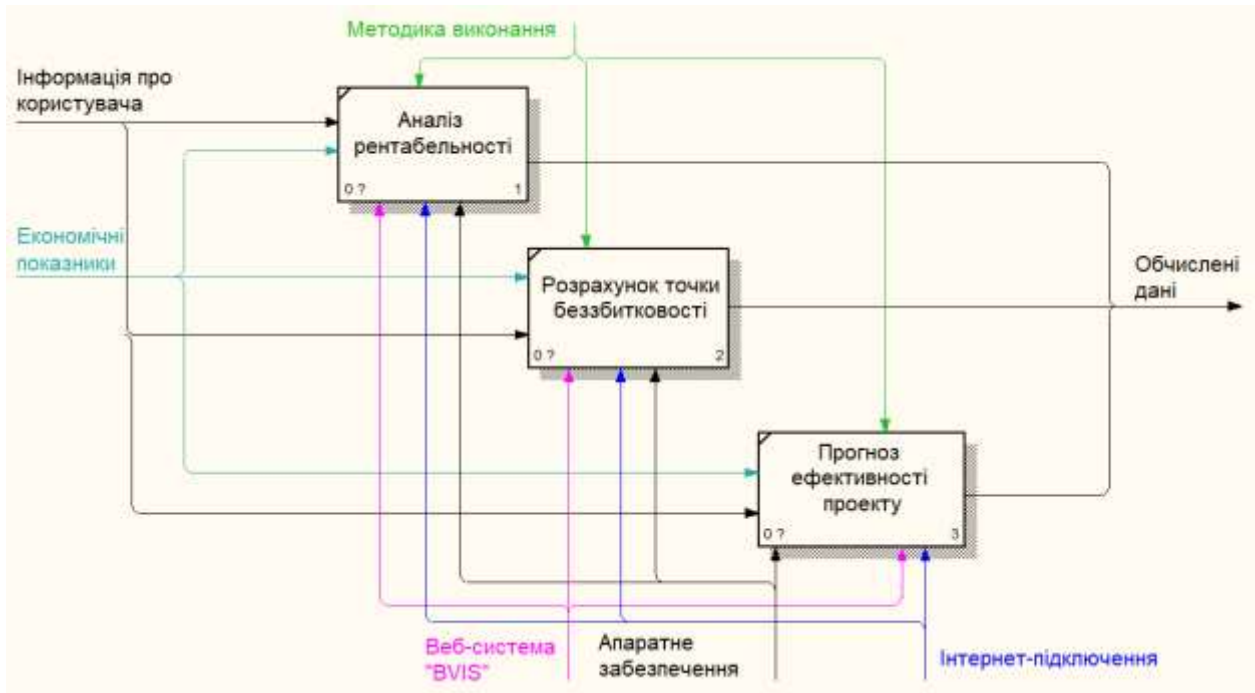 Методика виконання
Інформація про
користувача
Аналіз
рентабельності
0 ?
1
Економічні
показники
Розрахунок точки
беззбитковості
0 ?
2
Обчислені
дані
Прогноз
ефективності
проекту
0 ?
3
Веб-система
"BVIS"
Апаратне
забезпечення
Інтернет-підключення